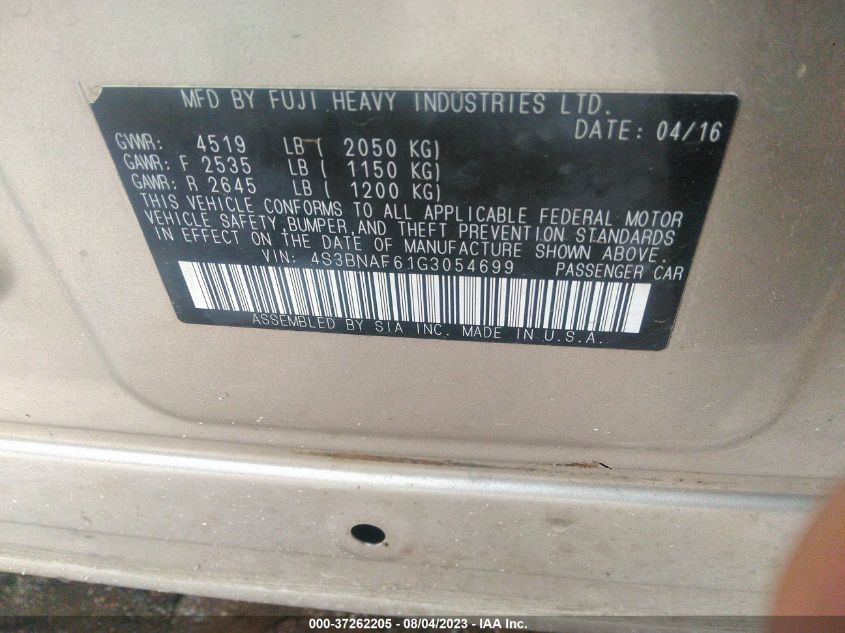 MFD BY FUJI HEAVY INDUSTRIES LTD.
DATE: 04/16
GVWR: 4519 LB ( 2050 KG)
GAWR: F 2535 LB ( 1150 KG)
GAWR: R 2645 LB ( 1200 KG)
THIS VEHICLE CONFORMS TO ALL APPLICABLE FEDERAL MOTOR
VEHICLE SAFETY,BUMPER,AND THEFT PREVENTION STANDARDS
IN EFFECT ON THE DATE OF MANUFACTURE SHOWN ABOVE.
VIN: 4S3BNAF61G3054699 PASSENGER CAR
ASSEMBLED BY SIA INC. MADE IN U.S.A.
000-37262205 - 08/04/2023 - IAA Inc.